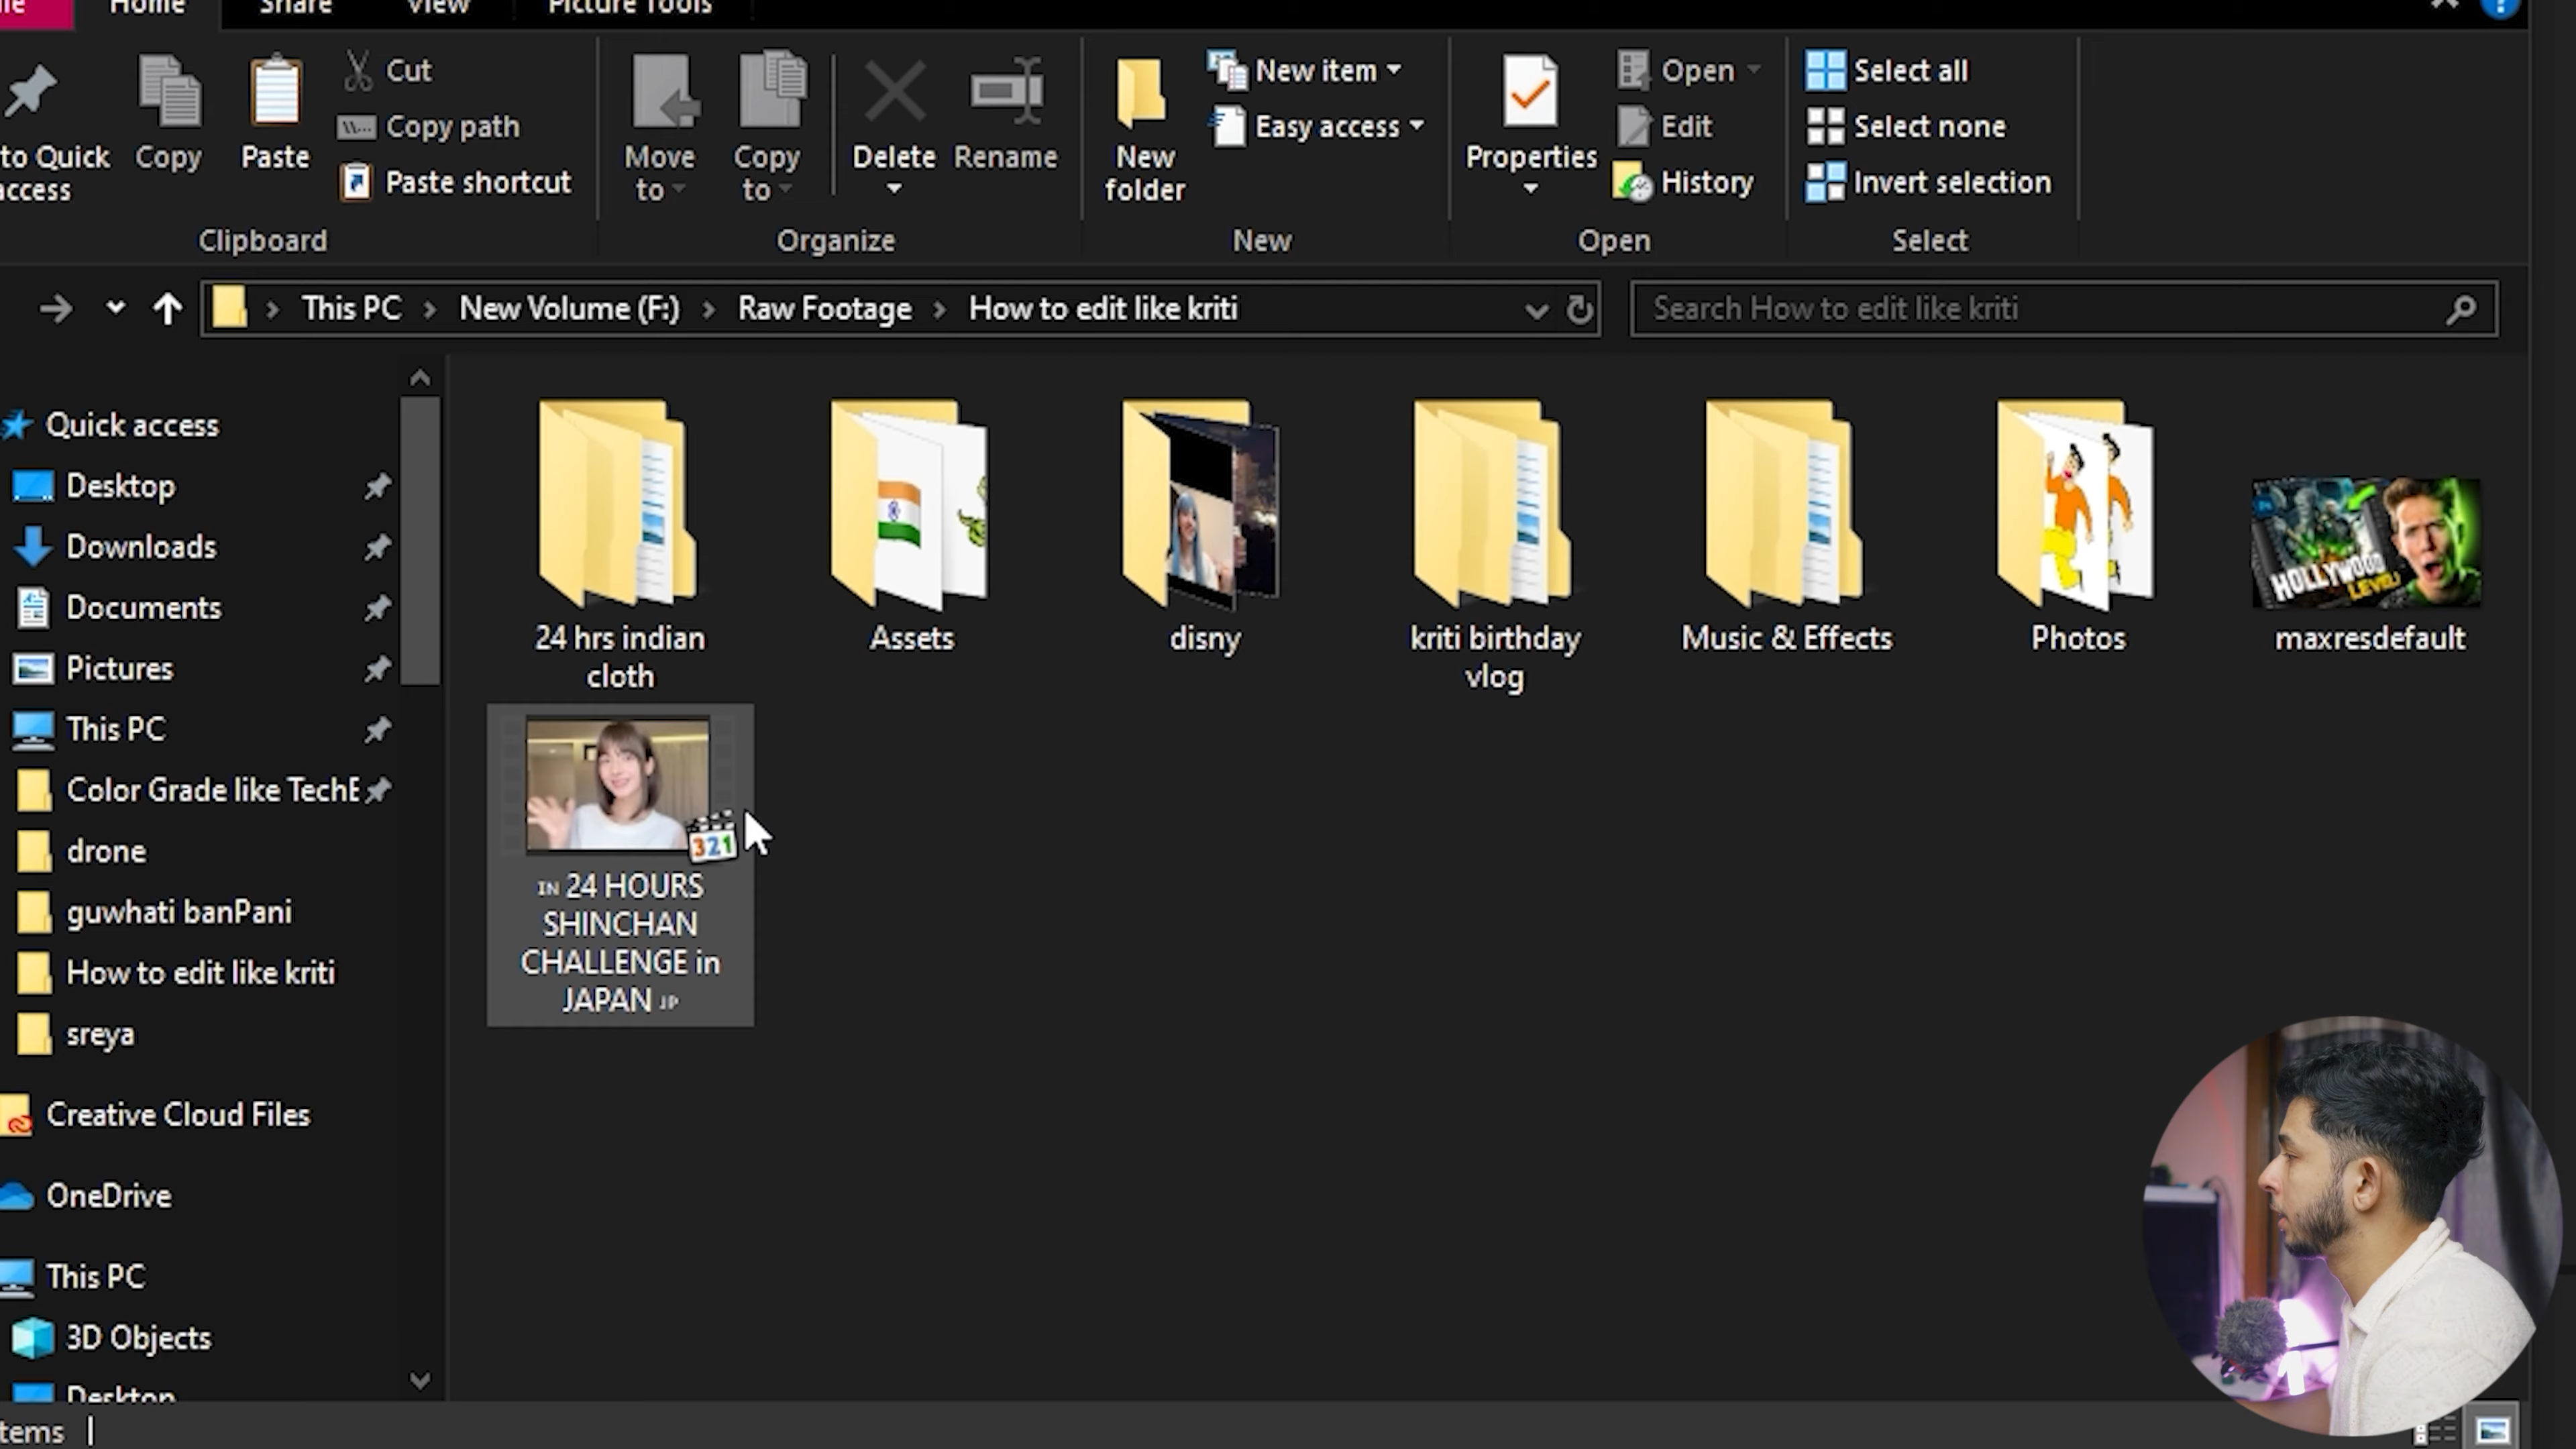 Home Share View Picture Tools
to Quick access
Copy
Paste
Cut
Copy path
Paste shortcut
Clipboard
Move to
Copy to
Delete
Rename
Organize
New folder
New item
Easy access
New
Properties
Open
Edit
History
Open
Select all
Select none
Invert selection
Select
This PC > New Volume (F:) > Raw Footage > How to edit like kriti
Search How to edit like kriti
Quick access
Desktop
Downloads
Documents
Pictures
This PC
Color Grade like TechE
drone
guwhati banPani
How to edit like kriti
sreya
Creative Cloud Files
OneDrive
This PC
3D Objects
Desktop
24 hrs indian
cloth
Assets
disny
kriti birthday
vlog
Music & Effects
Photos
HOLLYWOOD
LEVEL
maxresdefault
321
IN 24 HOURS
SHINCHAN
CHALLENGE in
JAPAN JP